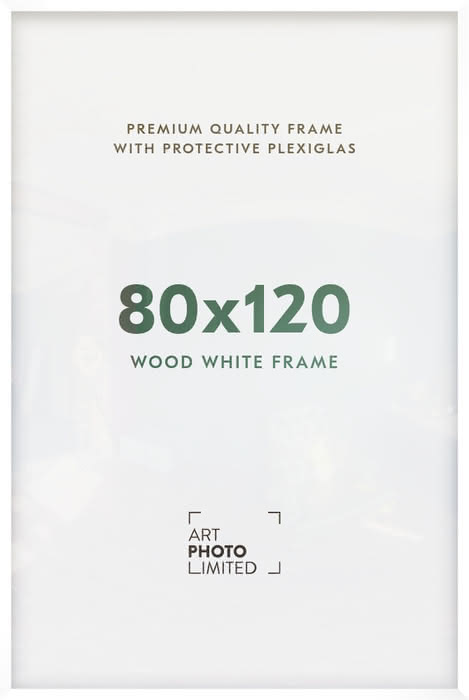 PREMIUM QUALITY FRAME
WITH PROTECTIVE PLEXIGLAS
80x120
WOOD WHITE FRAME
ART
PHOTO
LIMITED